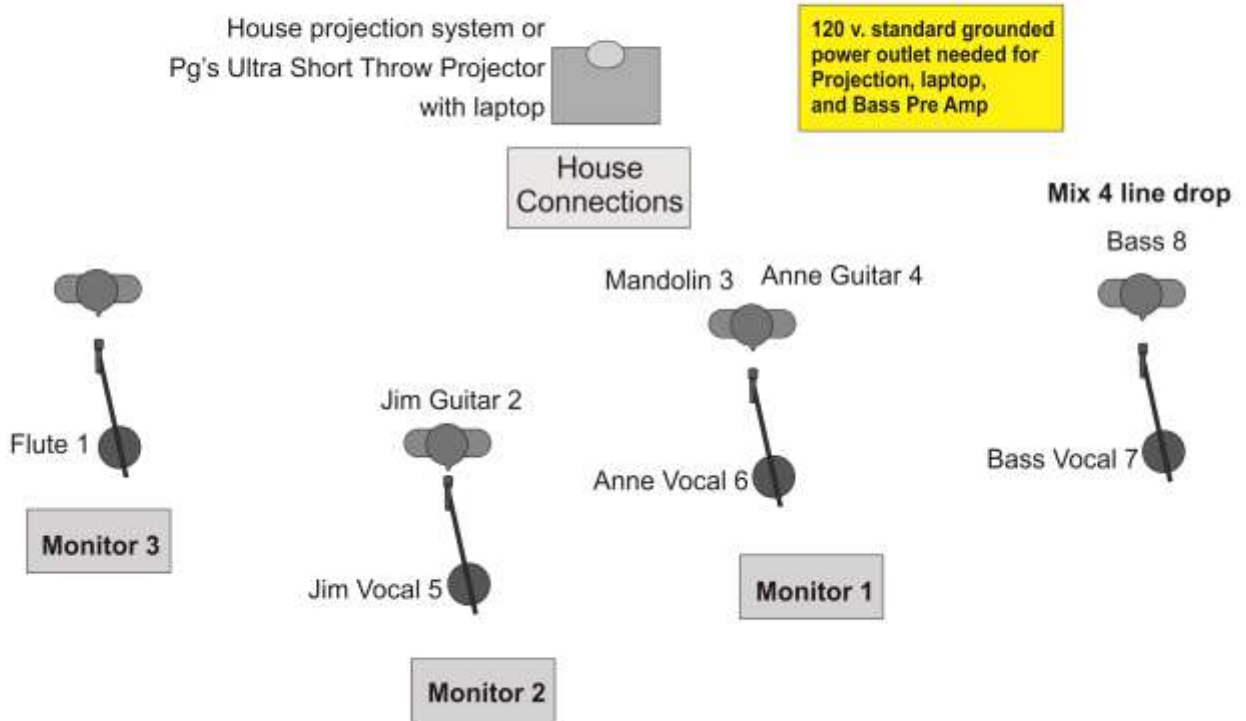 House projection system or
Pg's Ultra Short Throw Projector
with laptop
120 v. standard grounded
power outlet needed for
Projection, laptop,
and Bass Pre Amp
House
Connections
Mix 4 line drop
Bass 8
Mandolin 3
Anne Guitar 4
Jim Guitar 2
Flute 1
Anne Vocal 6
Bass Vocal 7
Monitor 3
Jim Vocal 5
Monitor 1
Monitor 2